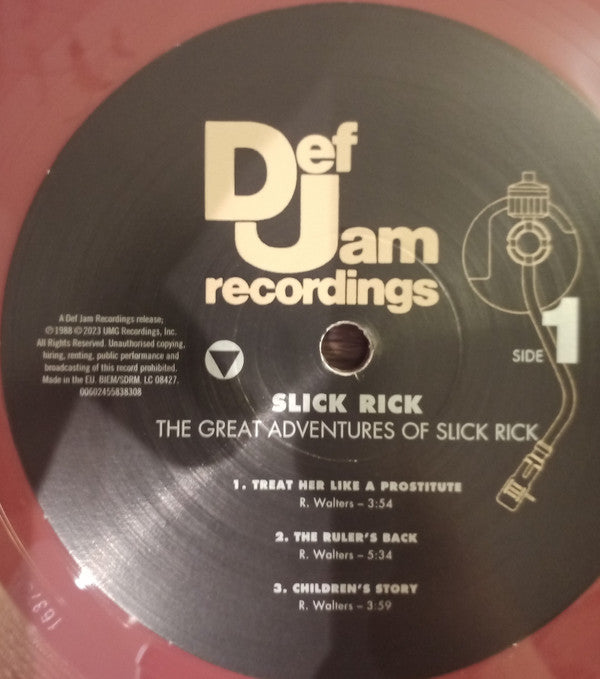 Def
Jam
recordings
A Def Jam Recordings release;
℗1988 ©2023 UMG Recordings, Inc.
All Rights Reserved. Unauthorised copying,
hiring, renting, public performance and
broadcasting of this record prohibited.
Made in the EU. BIEM/SDRM. LC 08427.
00602455838308
SIDE 1
SLICK RICK
THE GREAT ADVENTURES OF SLICK RICK
1. TREAT HER LIKE A PROSTITUTE
R. Walters – 3:54
2. THE RULER'S BACK
R. Walters – 5:34
3. CHILDREN'S STORY
R. Walters – 3:59